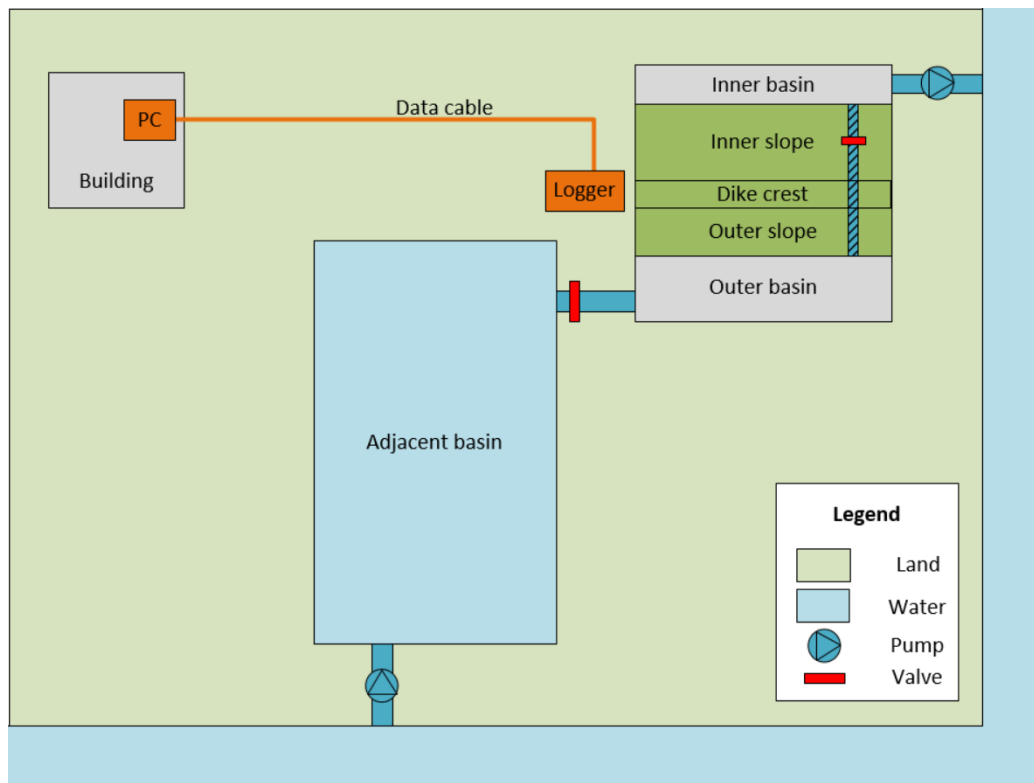 Inner basin
Data cable
PC
Inner slope
Building
Logger
Dike crest
Outer slope
Outer basin
Adjacent basin
Legend
Land
Water
Pump
Valve